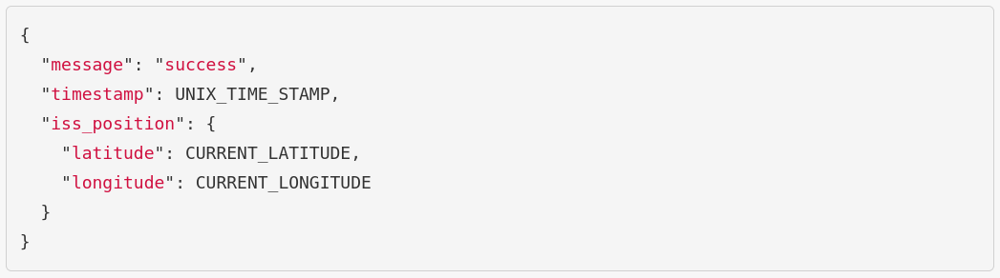 {
  "message": "success",
  "timestamp": UNIX_TIME_STAMP,
  "iss_position": {
    "latitude": CURRENT_LATITUDE,
    "longitude": CURRENT_LONGITUDE
  }
}